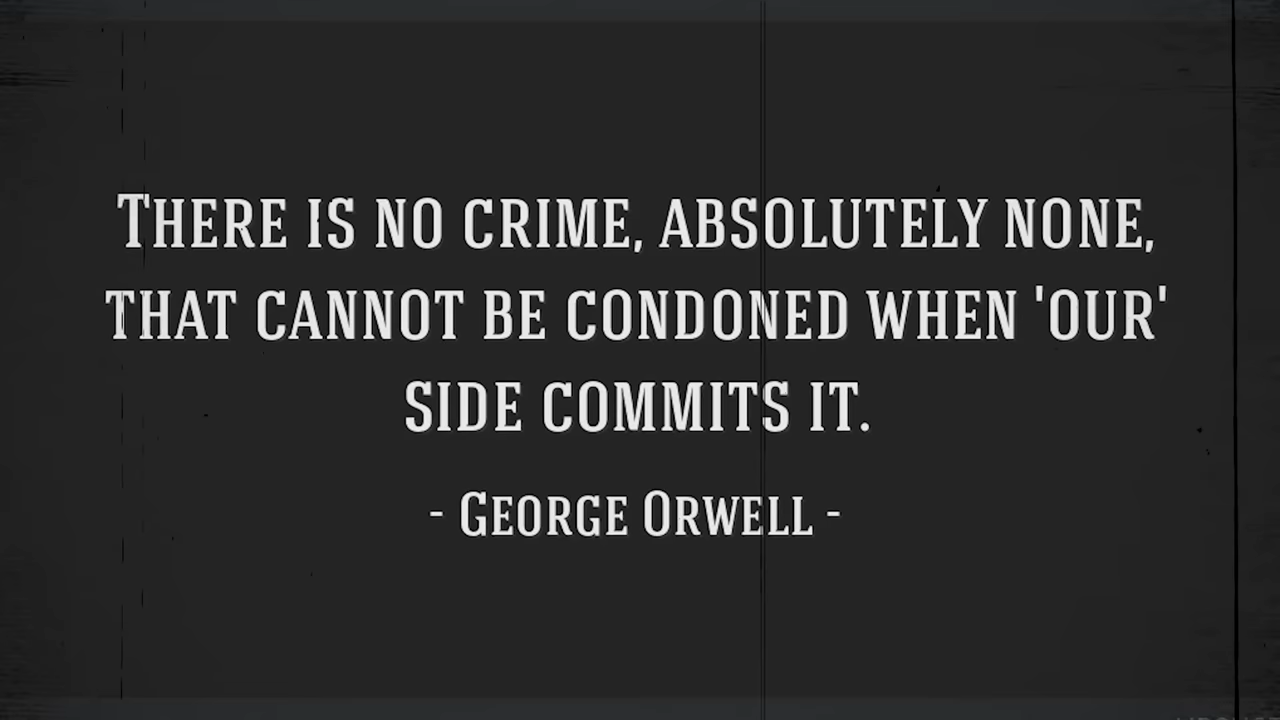 There is no crime, absolutely none,
that cannot be condoned when 'our'
side commits it.
- George Orwell -